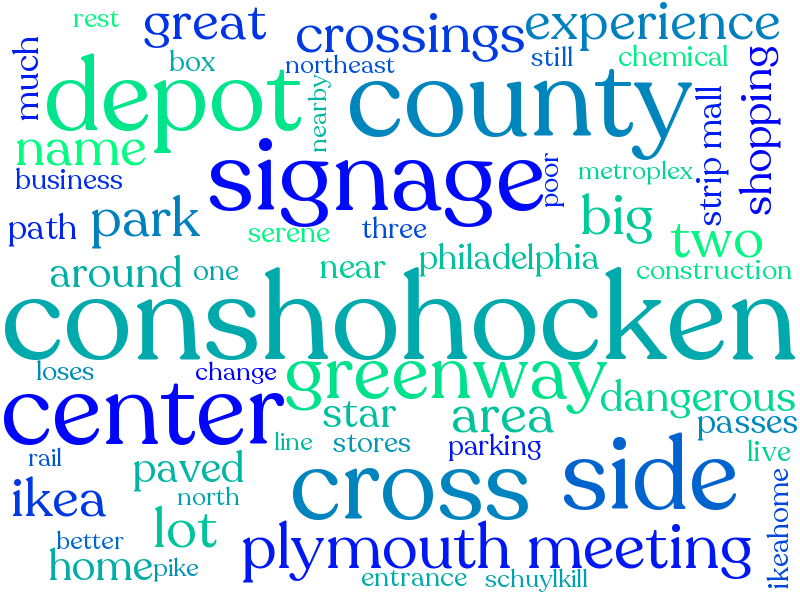 rest
great
crossings
experience
much
box
northeast
still
chemical
depot
nearby
county
strip mall
shopping
name
signage
poor
metroplex
business
path
park
serene
three
big
two
around
one
near
philadelphia
construction
conshohocken
loses
change
greenway
dangerous
center
star
area
passes
line
stores
parking
live
rail
paved
cross
side
ikea
north
lot
plymouth meeting
ikeahome
better
home
pike
entrance
schuylkill